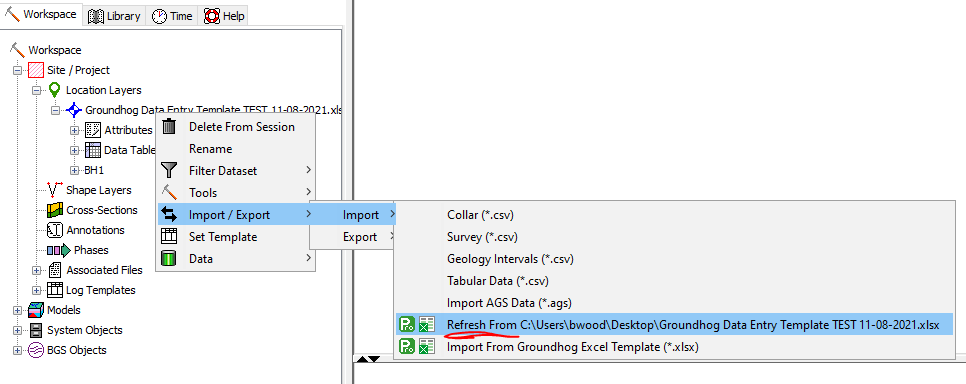 Workspace Library Time Help
Workspace
Site / Project
Location Layers
Groundhog Data Entry Template TEST 11-08-2021.xls
Attributes
Data Table
BH1
Shape Layers
Cross-Sections
Annotations
Phases
Associated Files
Log Templates
Models
System Objects
BGS Objects
Delete From Session
Rename
Filter Dataset
Tools
Import / Export
Set Template
Data
Import
Export
Collar (*.csv)
Survey (*.csv)
Geology Intervals (*.csv)
Tabular Data (*.csv)
Import AGS Data (*.ags)
Refresh From C:\Users\bwood\Desktop\Groundhog Data Entry Template TEST 11-08-2021.xlsx
Import From Groundhog Excel Template (*.xlsx)